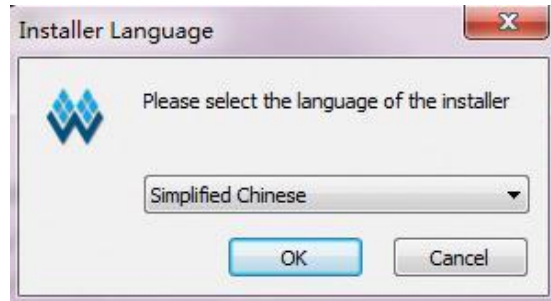 Installer Language
Please select the language of the installer
Simplified Chinese
OK
Cancel